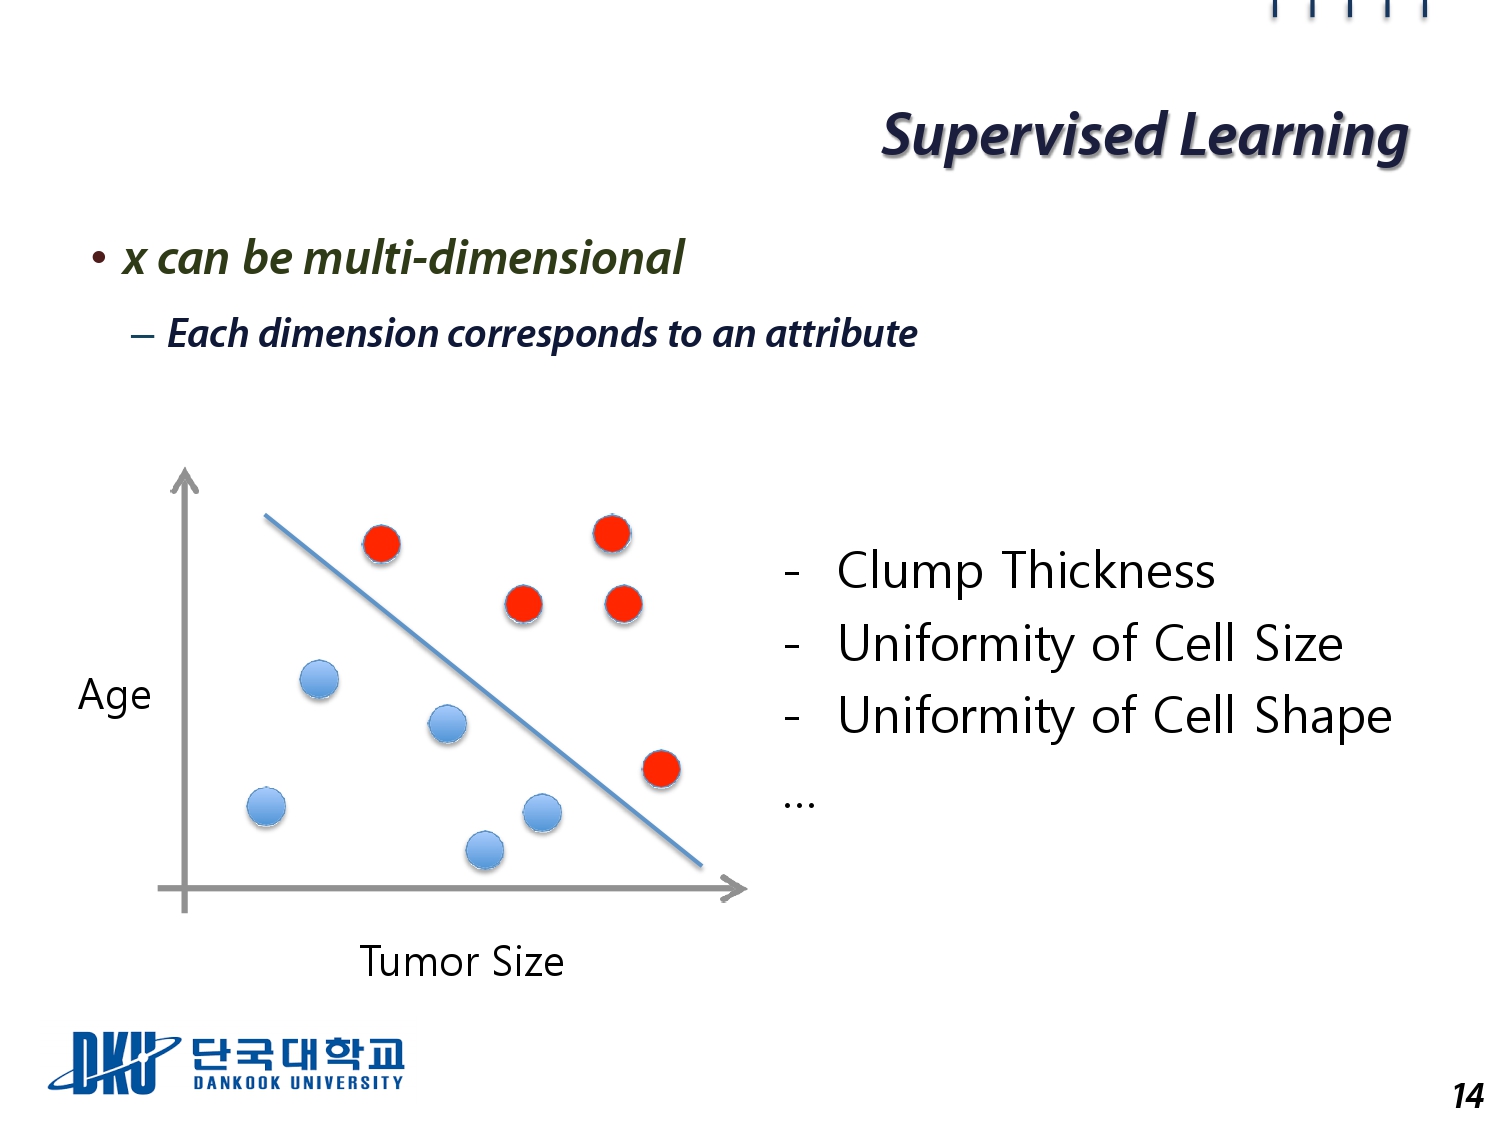 Supervised Learning
• x can be multi-dimensional
– Each dimension corresponds to an attribute
Age
Tumor Size
- Clump Thickness
- Uniformity of Cell Size
- Uniformity of Cell Shape
...
DKU 단국대학교
DANKOOK UNIVERSITY
14